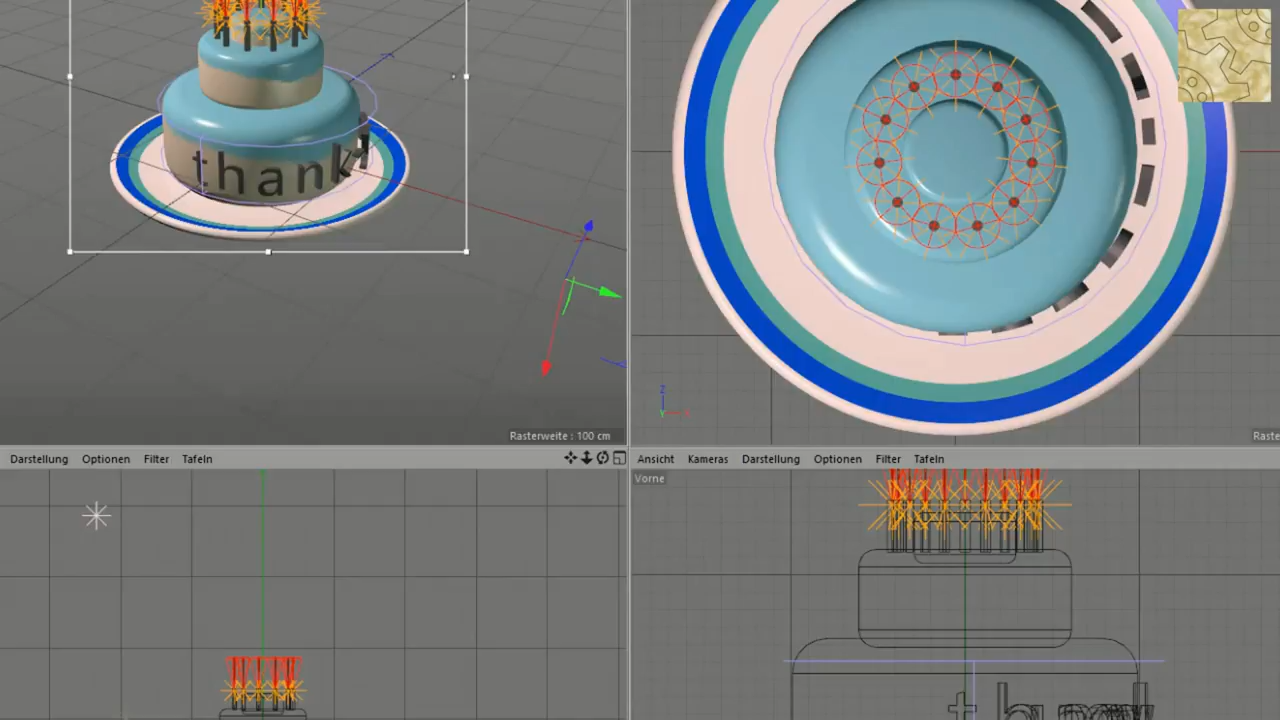 thank
Rasterweite : 100 cm
Z
Y
Darstellung Optionen Filter Tafeln
Ansicht Kameras Darstellung Optionen Filter Tafeln
Vorne